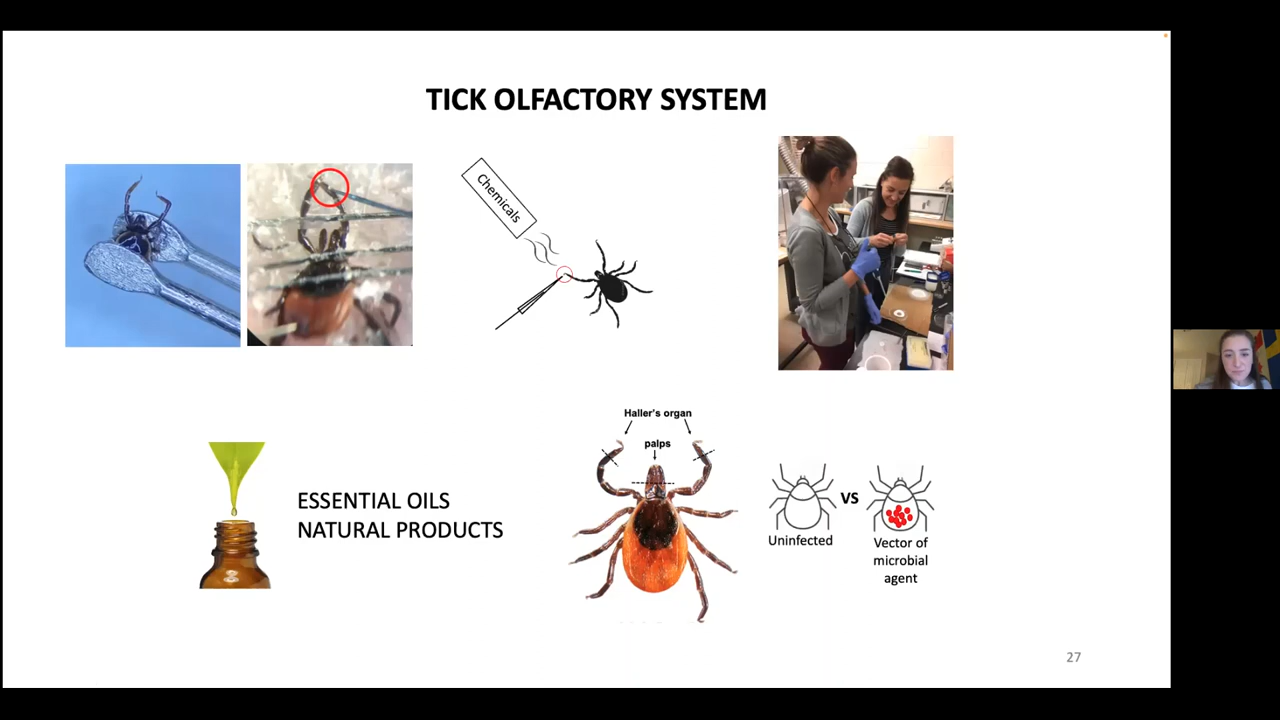 TICK OLFACTORY SYSTEM
Chemicals
Haller's organ
palps
ESSENTIAL OILS
NATURAL PRODUCTS
VS
Uninfected
Vector of
microbial
agent
27